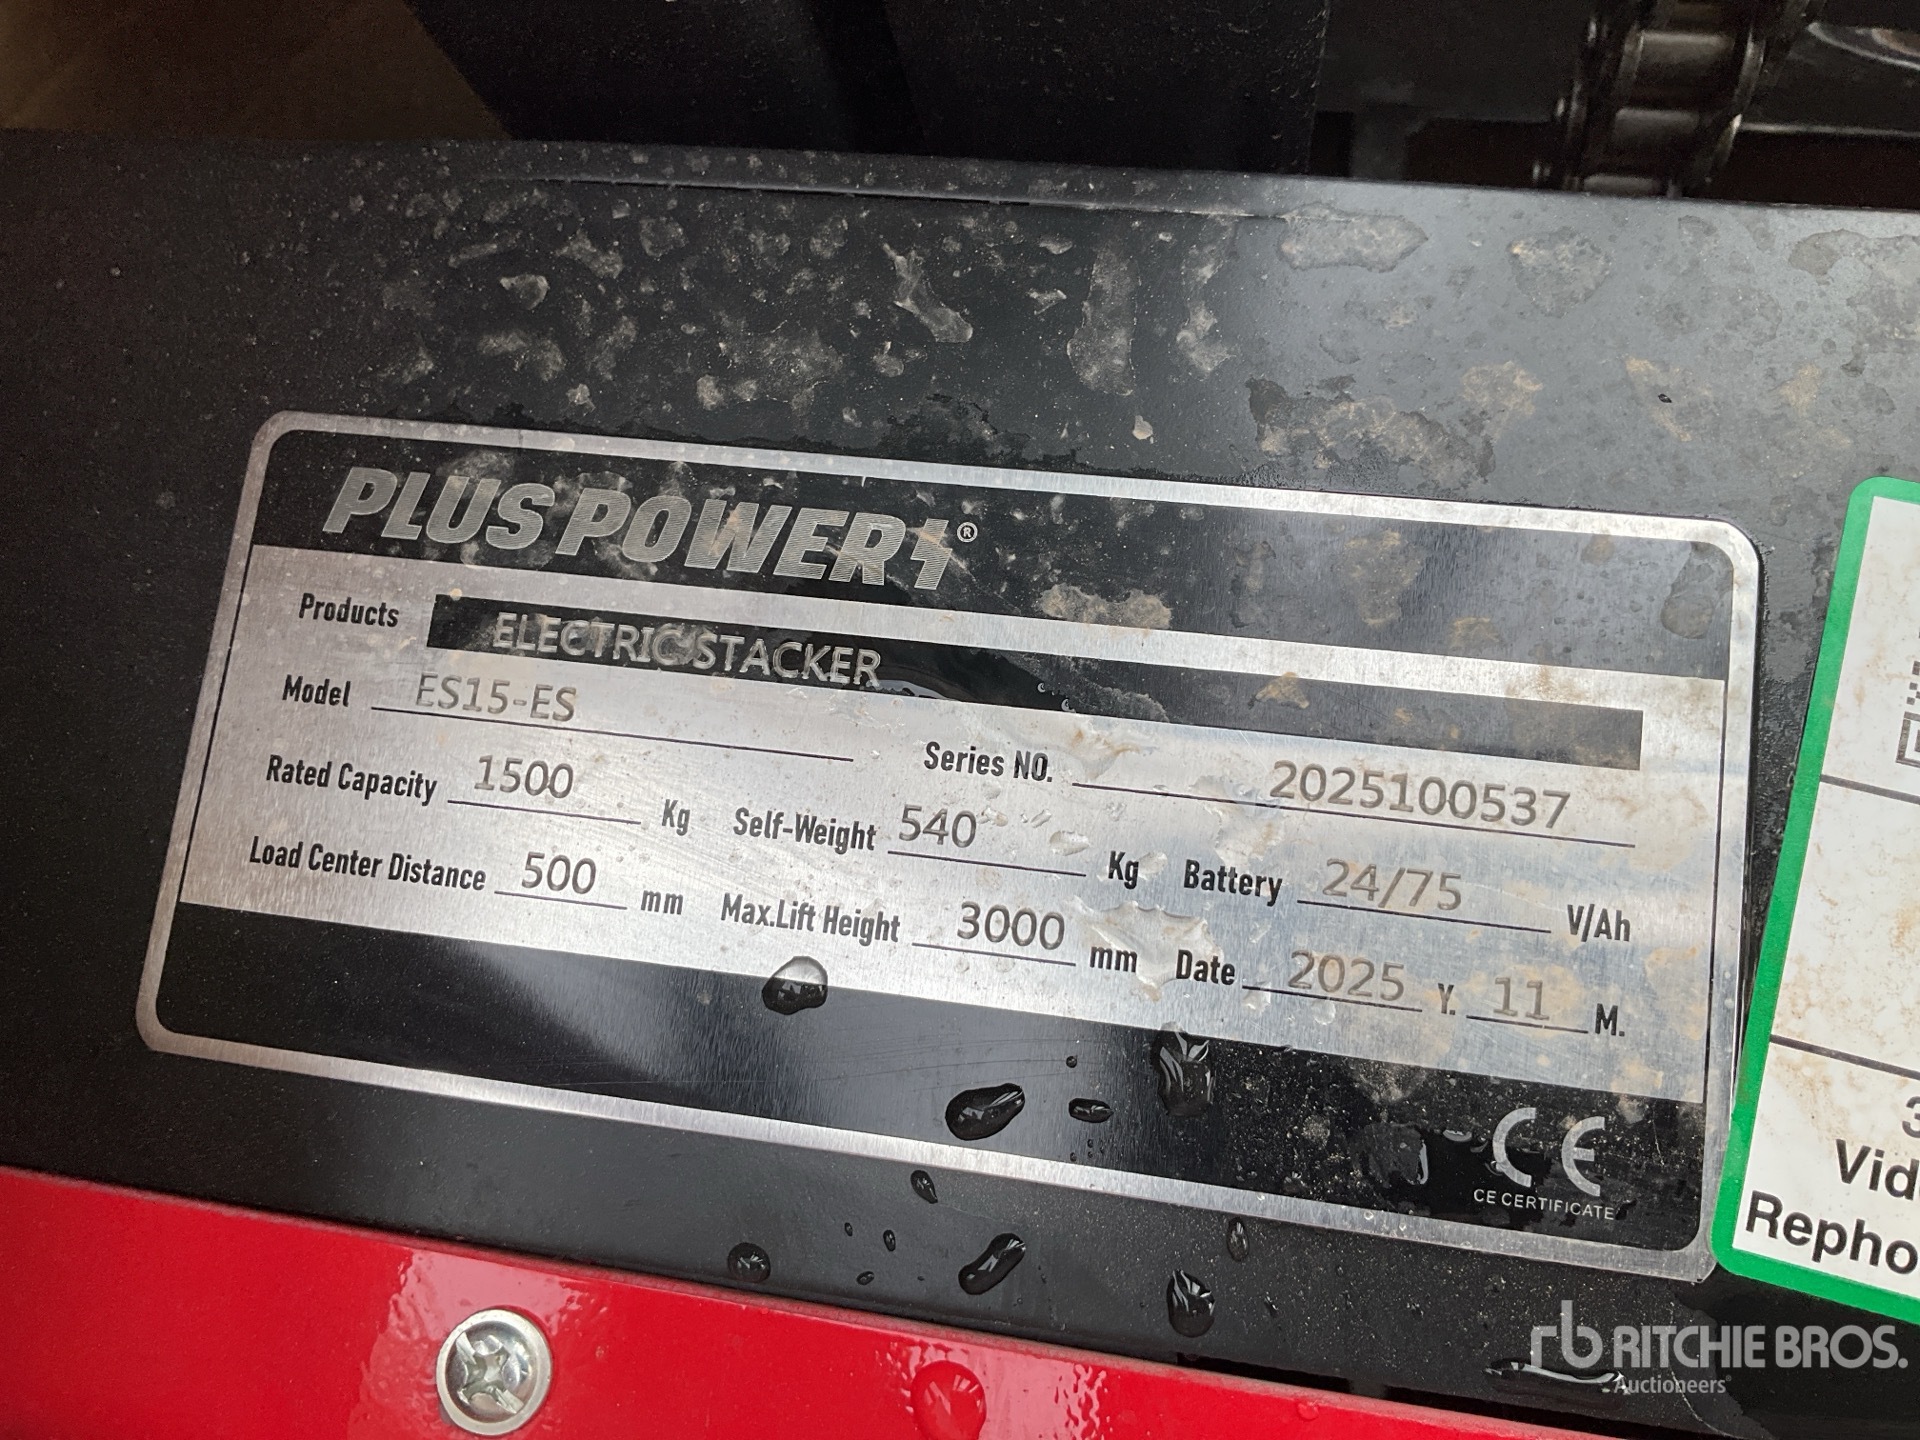 PLUS POWER ®
Products ELECTRIC STACKER
Model ES15-ES
Series NO. 2025100537
Rated Capacity 1500 Kg Self-Weight 540 Kg Battery 24/75 V/Ah
Load Center Distance 500 mm Max.Lift Height 3000 mm Date 2025 Y. 11 M.
CE
CE CERTIFICATE
rb RITCHIE BROS.
Auctioneers